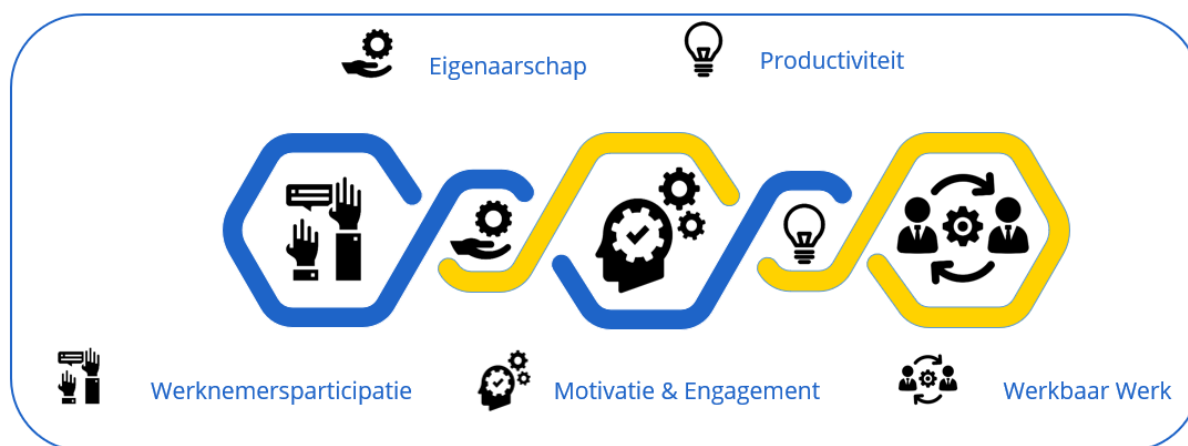 Eigenaarschap
Productiviteit
Werknemersparticipatie
Motivatie & Engagement
Werkbaar Werk